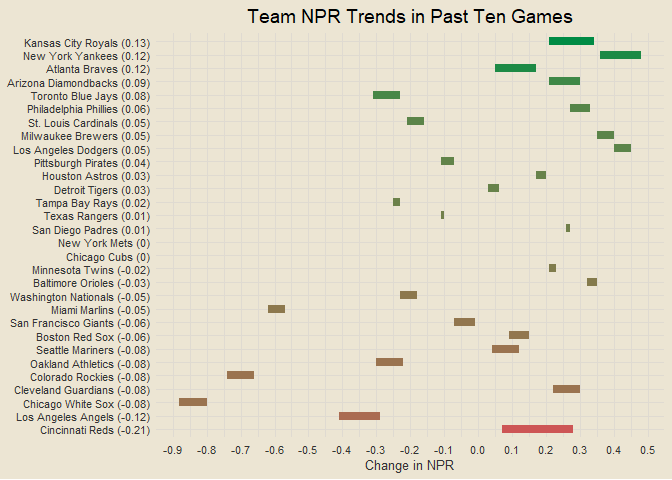 Team NPR Trends in Past Ten Games
Kansas City Royals (0.13)
New York Yankees (0.12)
Atlanta Braves (0.12)
Arizona Diamondbacks (0.09)
Toronto Blue Jays (0.08)
Philadelphia Phillies (0.06)
St. Louis Cardinals (0.05)
Milwaukee Brewers (0.05)
Los Angeles Dodgers (0.05)
Pittsburgh Pirates (0.04)
Houston Astros (0.03)
Detroit Tigers (0.03)
Tampa Bay Rays (0.02)
Texas Rangers (0.01)
San Diego Padres (0.01)
New York Mets (0)
Chicago Cubs (0)
Minnesota Twins (-0.02)
Baltimore Orioles (-0.03)
Washington Nationals (-0.05)
Miami Marlins (-0.05)
San Francisco Giants (-0.06)
Boston Red Sox (-0.06)
Seattle Mariners (-0.08)
Oakland Athletics (-0.08)
Colorado Rockies (-0.08)
Cleveland Guardians (-0.08)
Chicago White Sox (-0.08)
Los Angeles Angels (-0.12)
Cincinnati Reds (-0.21)
-0.9 -0.8 -0.7 -0.6 -0.5 -0.4 -0.3 -0.2 -0.1 0.0 0.1 0.2 0.3 0.4 0.5
Change in NPR